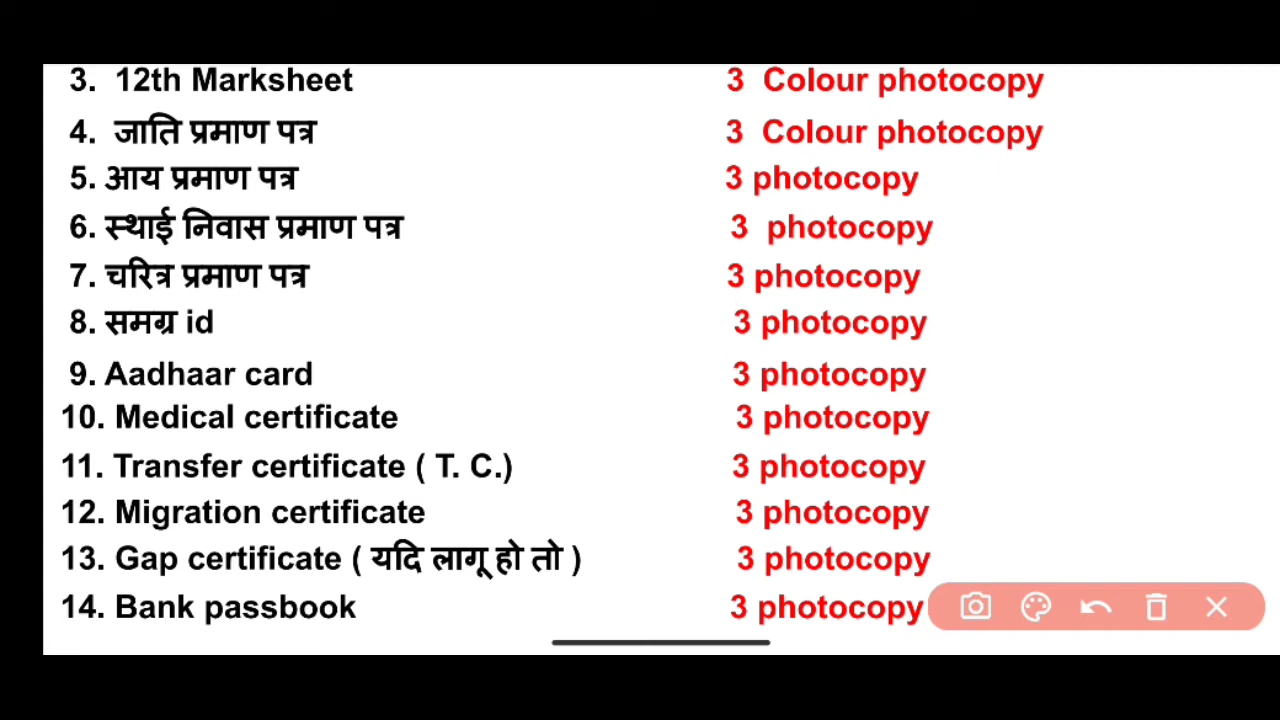 3. 12th Marksheet 3 Colour photocopy
4. जाति प्रमाण पत्र 3 Colour photocopy
5. आय प्रमाण पत्र 3 photocopy
6. स्थाई निवास प्रमाण पत्र 3 photocopy
7. चरित्र प्रमाण पत्र 3 photocopy
8. समग्र id 3 photocopy
9. Aadhaar card 3 photocopy
10. Medical certificate 3 photocopy
11. Transfer certificate ( T. C.) 3 photocopy
12. Migration certificate 3 photocopy
13. Gap certificate ( यदि लागू हो तो ) 3 photocopy
14. Bank passbook 3 photocopy